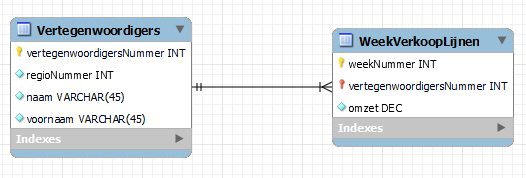 Vertegenwoordigers
vertegenwoordigersNummer INT
regioNummer INT
naam VARCHAR(45)
voornaam VARCHAR(45)
Indexes
WeekVerkoopLijnen
weekNummer INT
vertegenwoordigersNummer INT
omzet DEC
Indexes